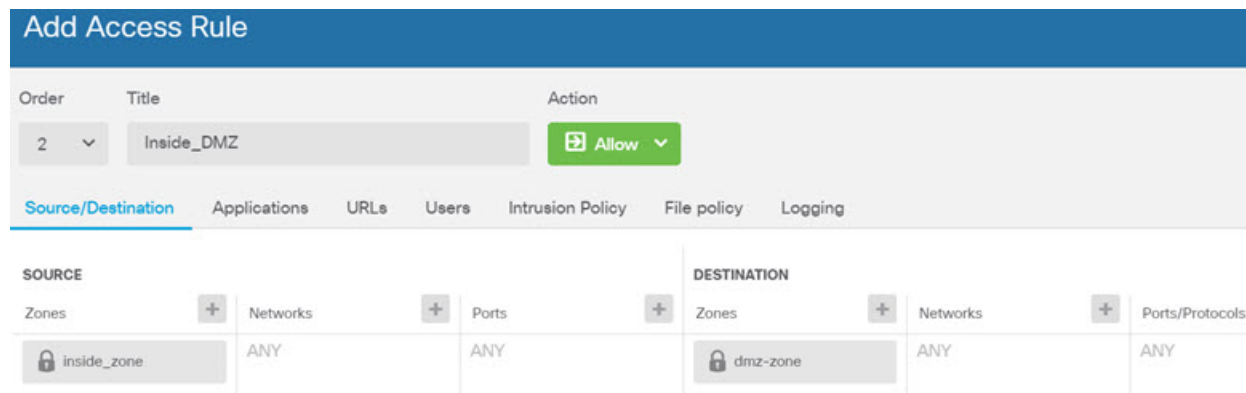 Add Access Rule
Order Title Action
2 Inside_DMZ Allow
Source/Destination Applications URLs Users Intrusion Policy File policy Logging
SOURCE DESTINATION
Zones + Networks + Ports + Zones + Networks + Ports/Protocols
inside_zone ANY ANY dmz-zone ANY ANY